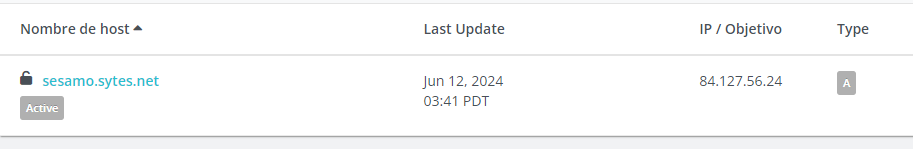 Nombre de host Last Update IP / Objetivo Type
sesamo.sytes.net Jun 12, 2024 84.127.56.24 A
Active 03:41 PDT